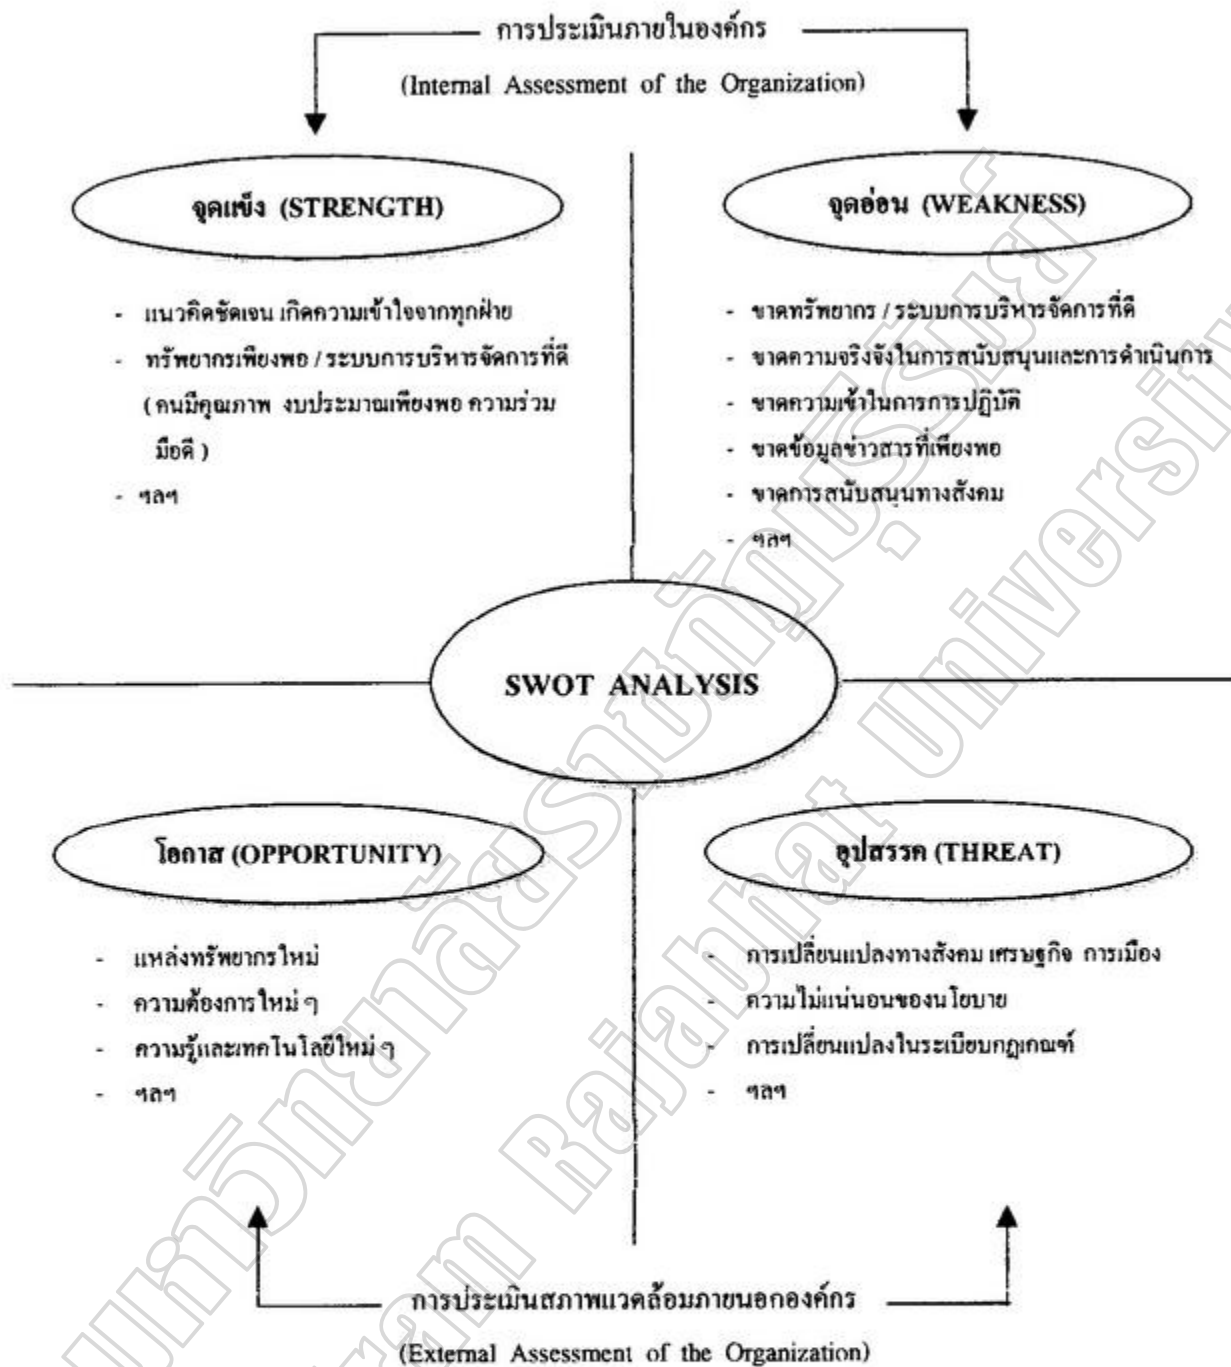 การประเมินภายในองค์กร
(Internal Assessment of the Organization)
จุดแข็ง (STRENGTH)
- แนวคิดชัดเจน เกิดความเข้าใจจากทุกฝ่าย
- ทรัพยากรเพียงพอ / ระบบการบริหารจัดการที่ดี
( คนมีคุณภาพ งบประมาณเพียงพอ ความร่วม
มือดี )
- ฯลฯ
จุดอ่อน (WEAKNESS)
- ขาดทรัพยากร / ระบบการบริหารจัดการที่ดี
- ขาดความจริงจังในการสนับสนุนและการดำเนินการ
- ขาดความเข้าในการการปฏิบัติ
- ขาดข้อมูลข่าวสารที่เพียงพอ
- ขาดการสนับสนุนทางสังคม
- ฯลฯ
SWOT ANALYSIS
โอกาส (OPPORTUNITY)
- แหล่งทรัพยากรใหม่
- ความต้องการใหม่ ๆ
- ความรู้และเทคโนโลยีใหม่ ๆ
- ฯลฯ
อุปสรรค (THREAT)
- การเปลี่ยนแปลงทางสังคม เศรษฐกิจ การเมือง
- ความไม่แน่นอนของนโยบาย
- การเปลี่ยนแปลงในระเบียบกฎเกณฑ์
- ฯลฯ
การประเมินสภาพแวดล้อมภายนอกองค์กร
(External Assessment of the Organization)
มหาวิทยาลัยราชภัฏบุรีรัมย์
Rajabhat University